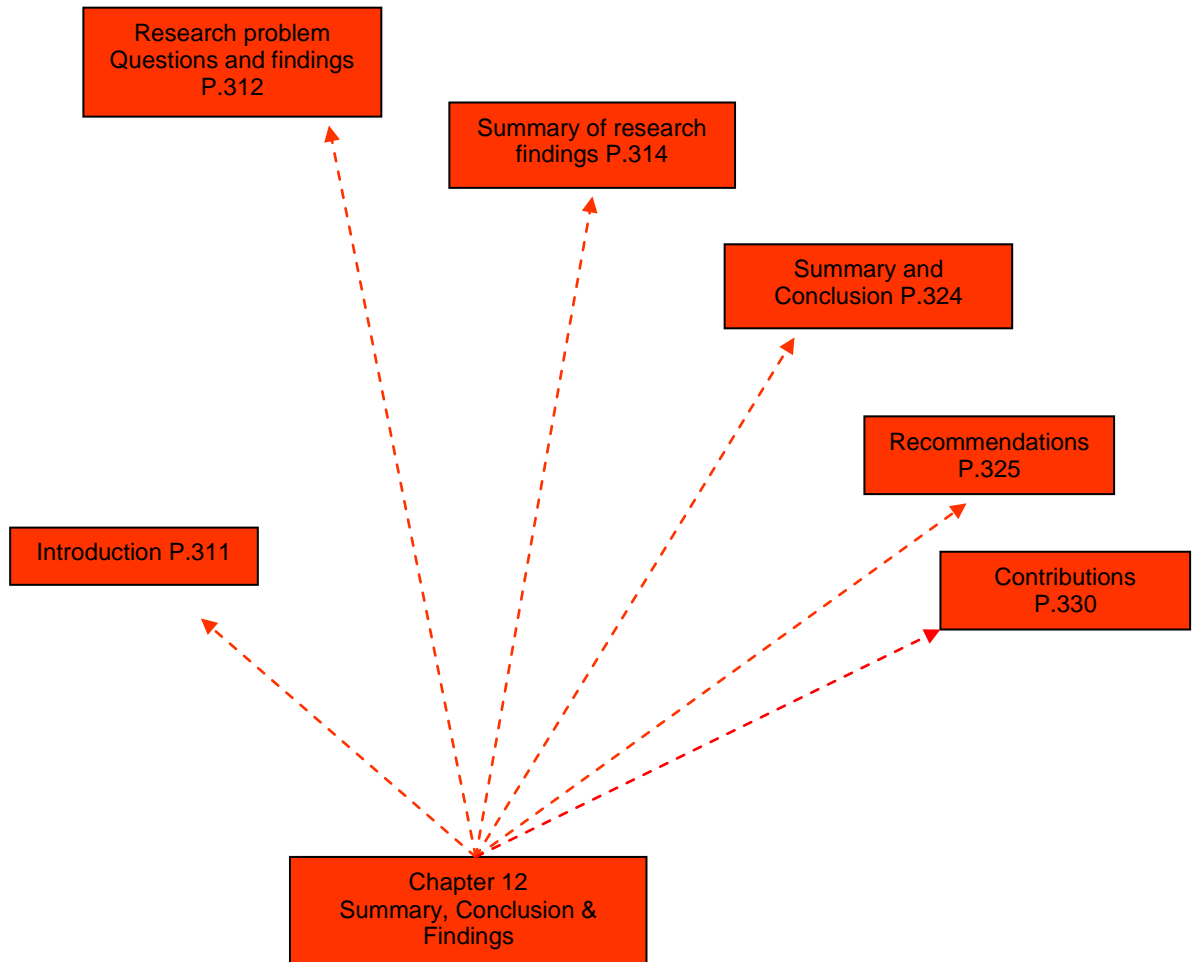 Research problem
Questions and findings
P.312
Summary of research
findings P.314
Summary and
Conclusion P.324
Recommendations
P.325
Introduction P.311
Contributions
P.330
Chapter 12
Summary, Conclusion &
Findings